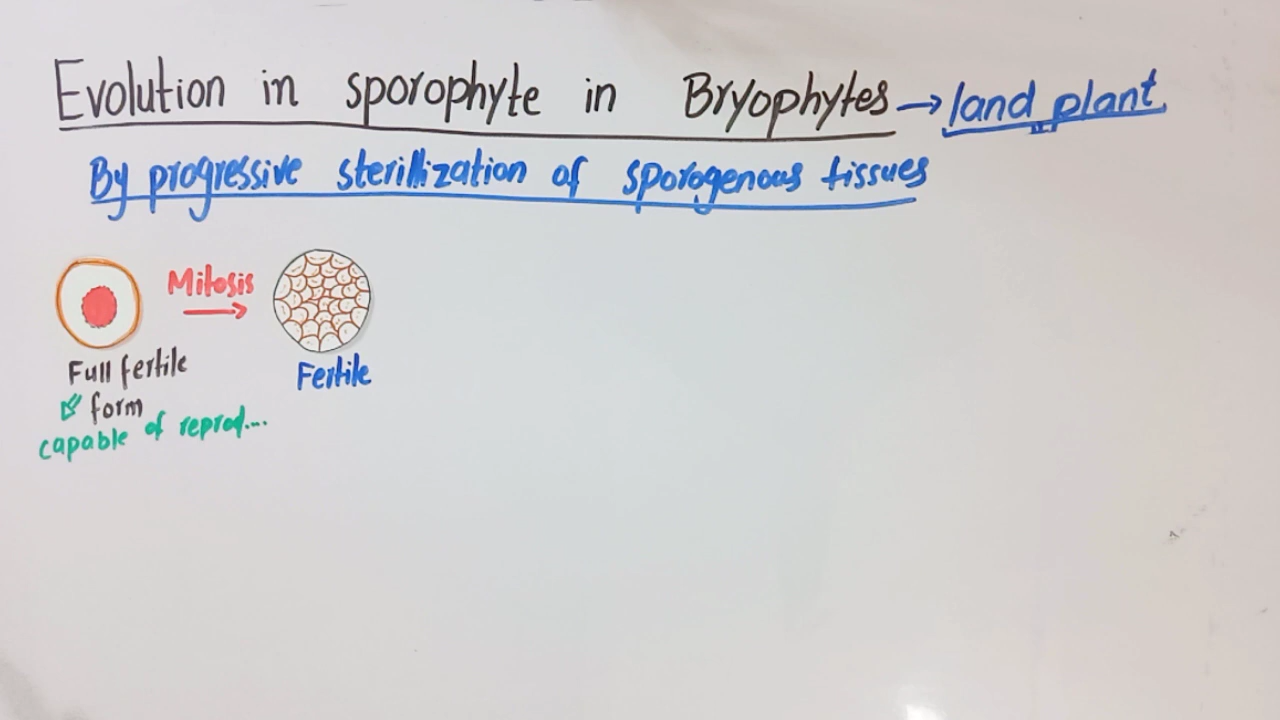 Evolution in sporophyte in Bryophytes → land plant
By progressive sterillization of sporogenous tissues
Mitosis
Full fertile
form
capable of reprod....
Fertile